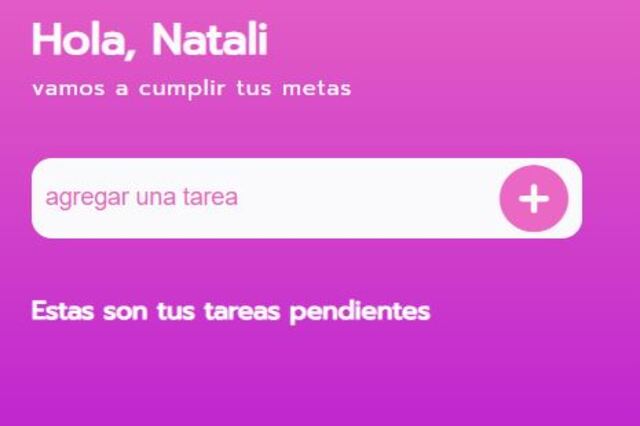 Hola, Natali
vamos a cumplir tus metas
agregar una tarea
Estas son tus tareas pendientes